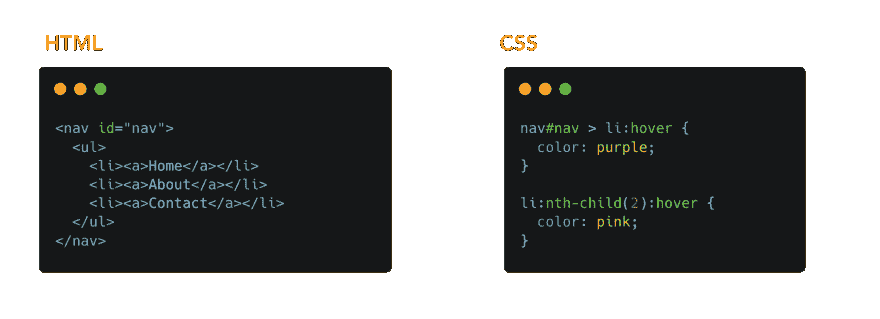 HTML
<nav id="nav">
  <ul>
    <li><a>Home</a></li>
    <li><a>About</a></li>
    <li><a>Contact</a></li>
  </ul>
</nav>
CSS
nav#nav > li:hover {
  color: purple;
}
li:nth-child(2):hover {
  color: pink;
}